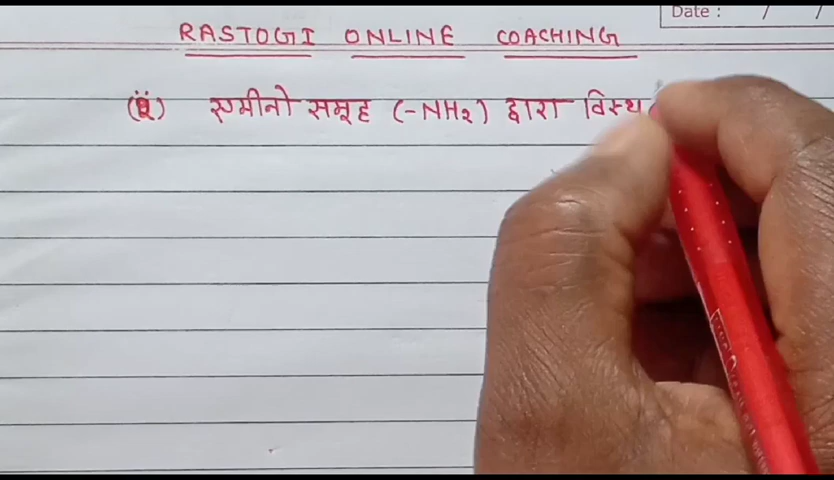 Date : / /
RASTOGI ONLINE COACHING
(ii) एमीनो समूह (-NH₂) द्वारा